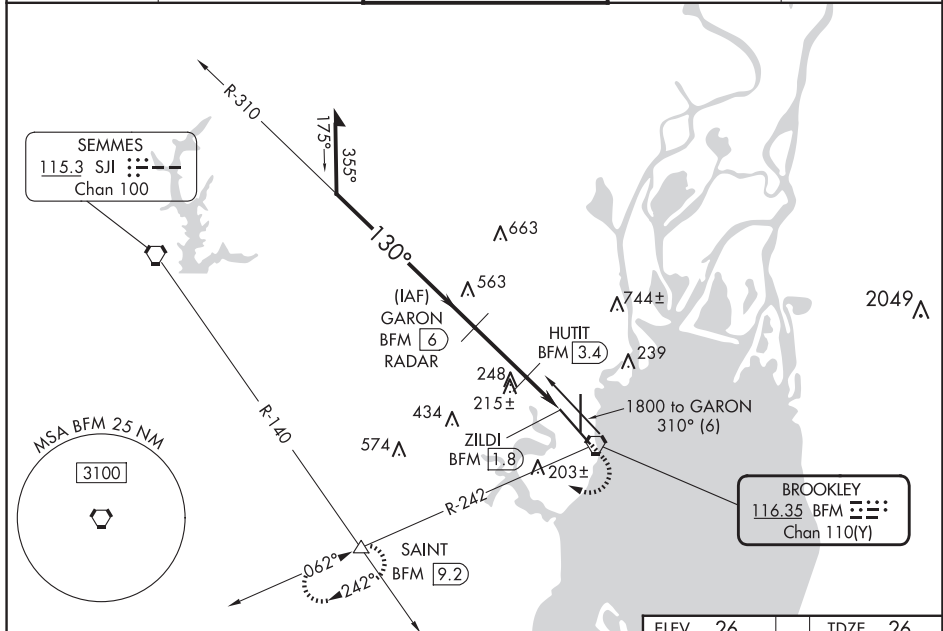 R-310
175°
355°
SEMMES
115.3 SJI
Chan 100
130°
663
563
(IAF)
GARON
BFM 6
RADAR
744±
2049
HUTIT
BFM 3.4
239
248
215±
R-140
434
1800 to GARON
310° (6)
MSA BFM 25 NM
3100
574
ZILDI
BFM 1.8
203±
R-242
BROOKLEY
116.35 BFM
Chan 110(Y)
SAINT
BFM 9.2
062°
242°
ELEV 26
TDZE 26